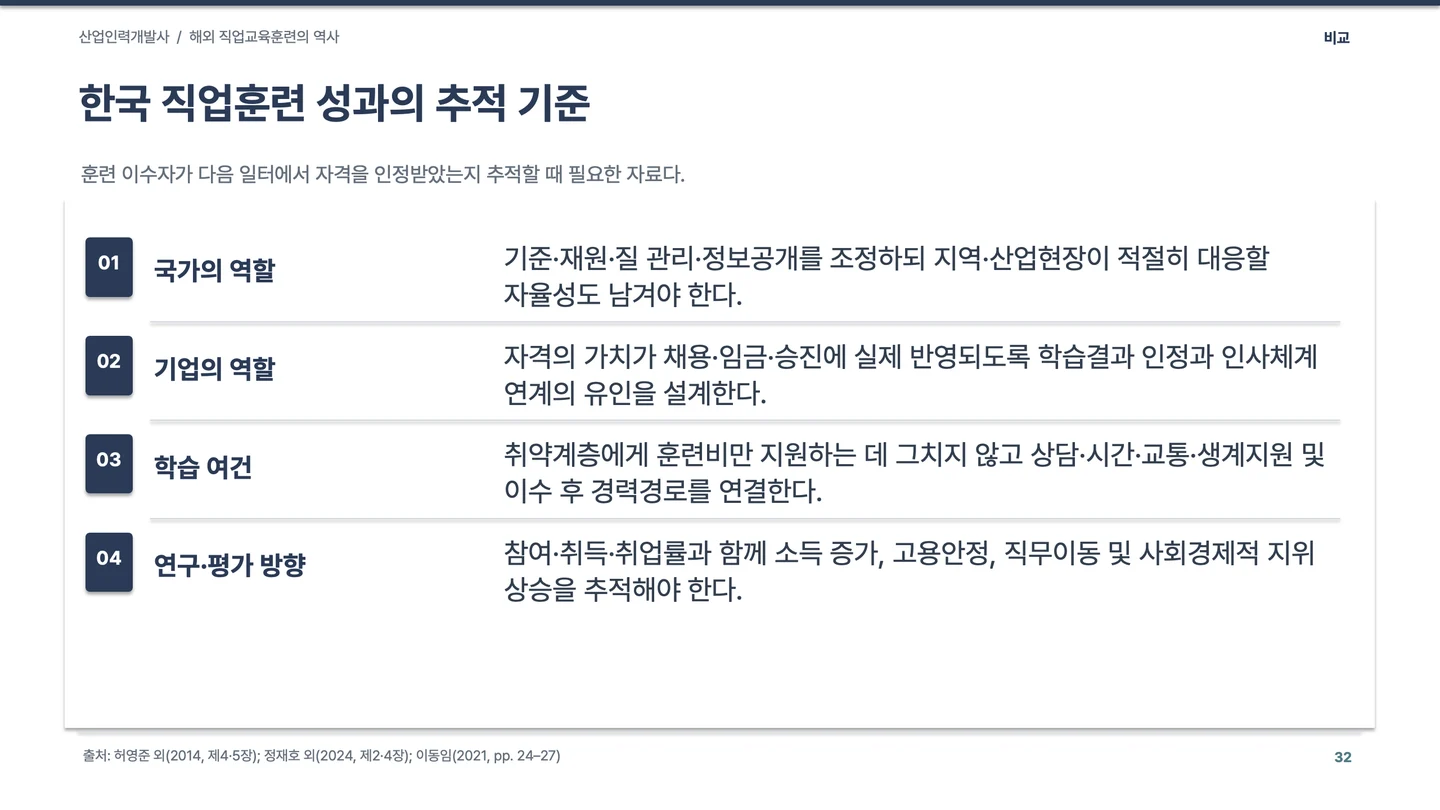 산업인력개발사 / 해외 직업교육훈련의 역사
비교
한국 직업훈련 성과의 추적 기준
훈련 이수자가 다음 일터에서 자격을 인정받았는지 추적할 때 필요한 자료다.
01
국가의 역할
기준·재원·질 관리·정보공개를 조정하되 지역·산업현장이 적절히 대응할
자율성도 남겨야 한다.
02
기업의 역할
자격의 가치가 채용·임금·승진에 실제 반영되도록 학습결과 인정과 인사체계
연계의 유인을 설계한다.
03
학습 여건
취약계층에게 훈련비만 지원하는 데 그치지 않고 상담·시간·교통·생계지원 및
이수 후 경력경로를 연결한다.
04
연구·평가 방향
참여·취득·취업률과 함께 소득 증가, 고용안정, 직무이동 및 사회경제적 지위
상승을 추적해야 한다.
출처: 허영준 외(2014, 제4·5장); 정재호 외(2024, 제2·4장); 이동임(2021, pp. 24–27)
32